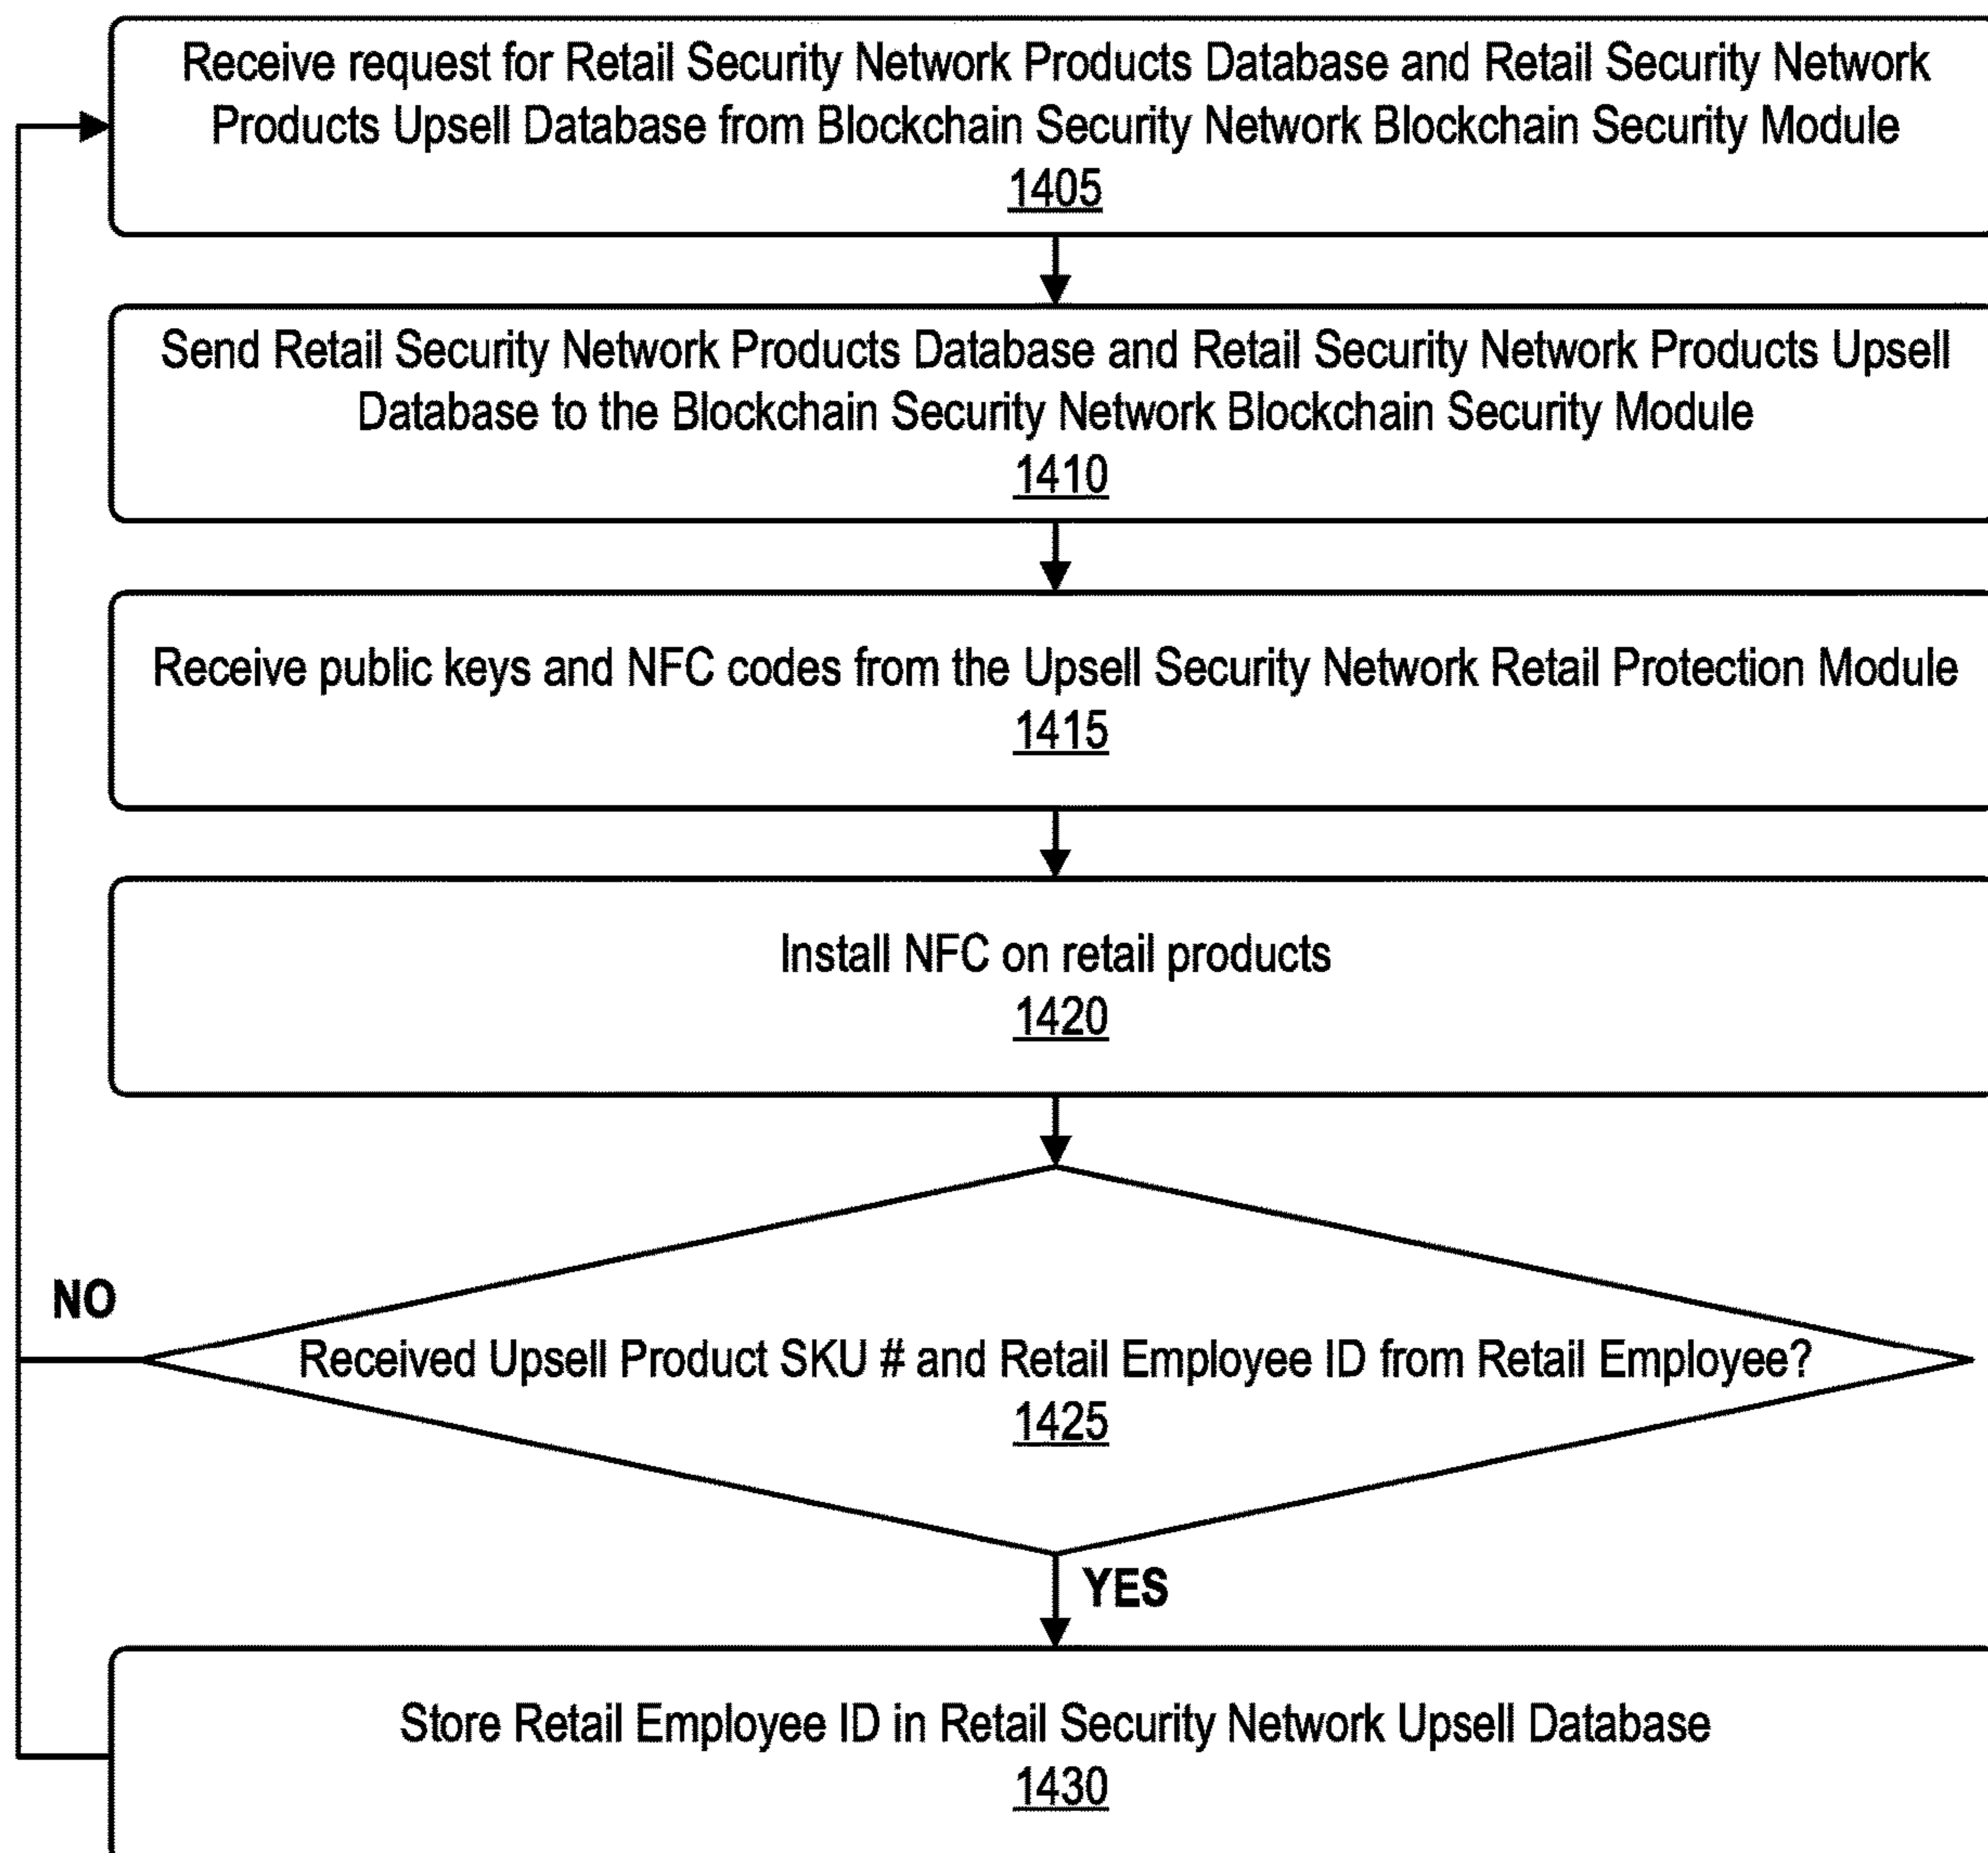 Receive request for Retail Security Network Products Database and Retail Security Network
Products Upsell Database from Blockchain Security Network Blockchain Security Module
1405
Send Retail Security Network Products Database and Retail Security Network Products Upsell
Database to the Blockchain Security Network Blockchain Security Module
1410
Receive public keys and NFC codes from the Upsell Security Network Retail Protection Module
1415
Install NFC on retail products
1420
NO
Received Upsell Product SKU # and Retail Employee ID from Retail Employee?
1425
YES
Store Retail Employee ID in Retail Security Network Upsell Database
1430